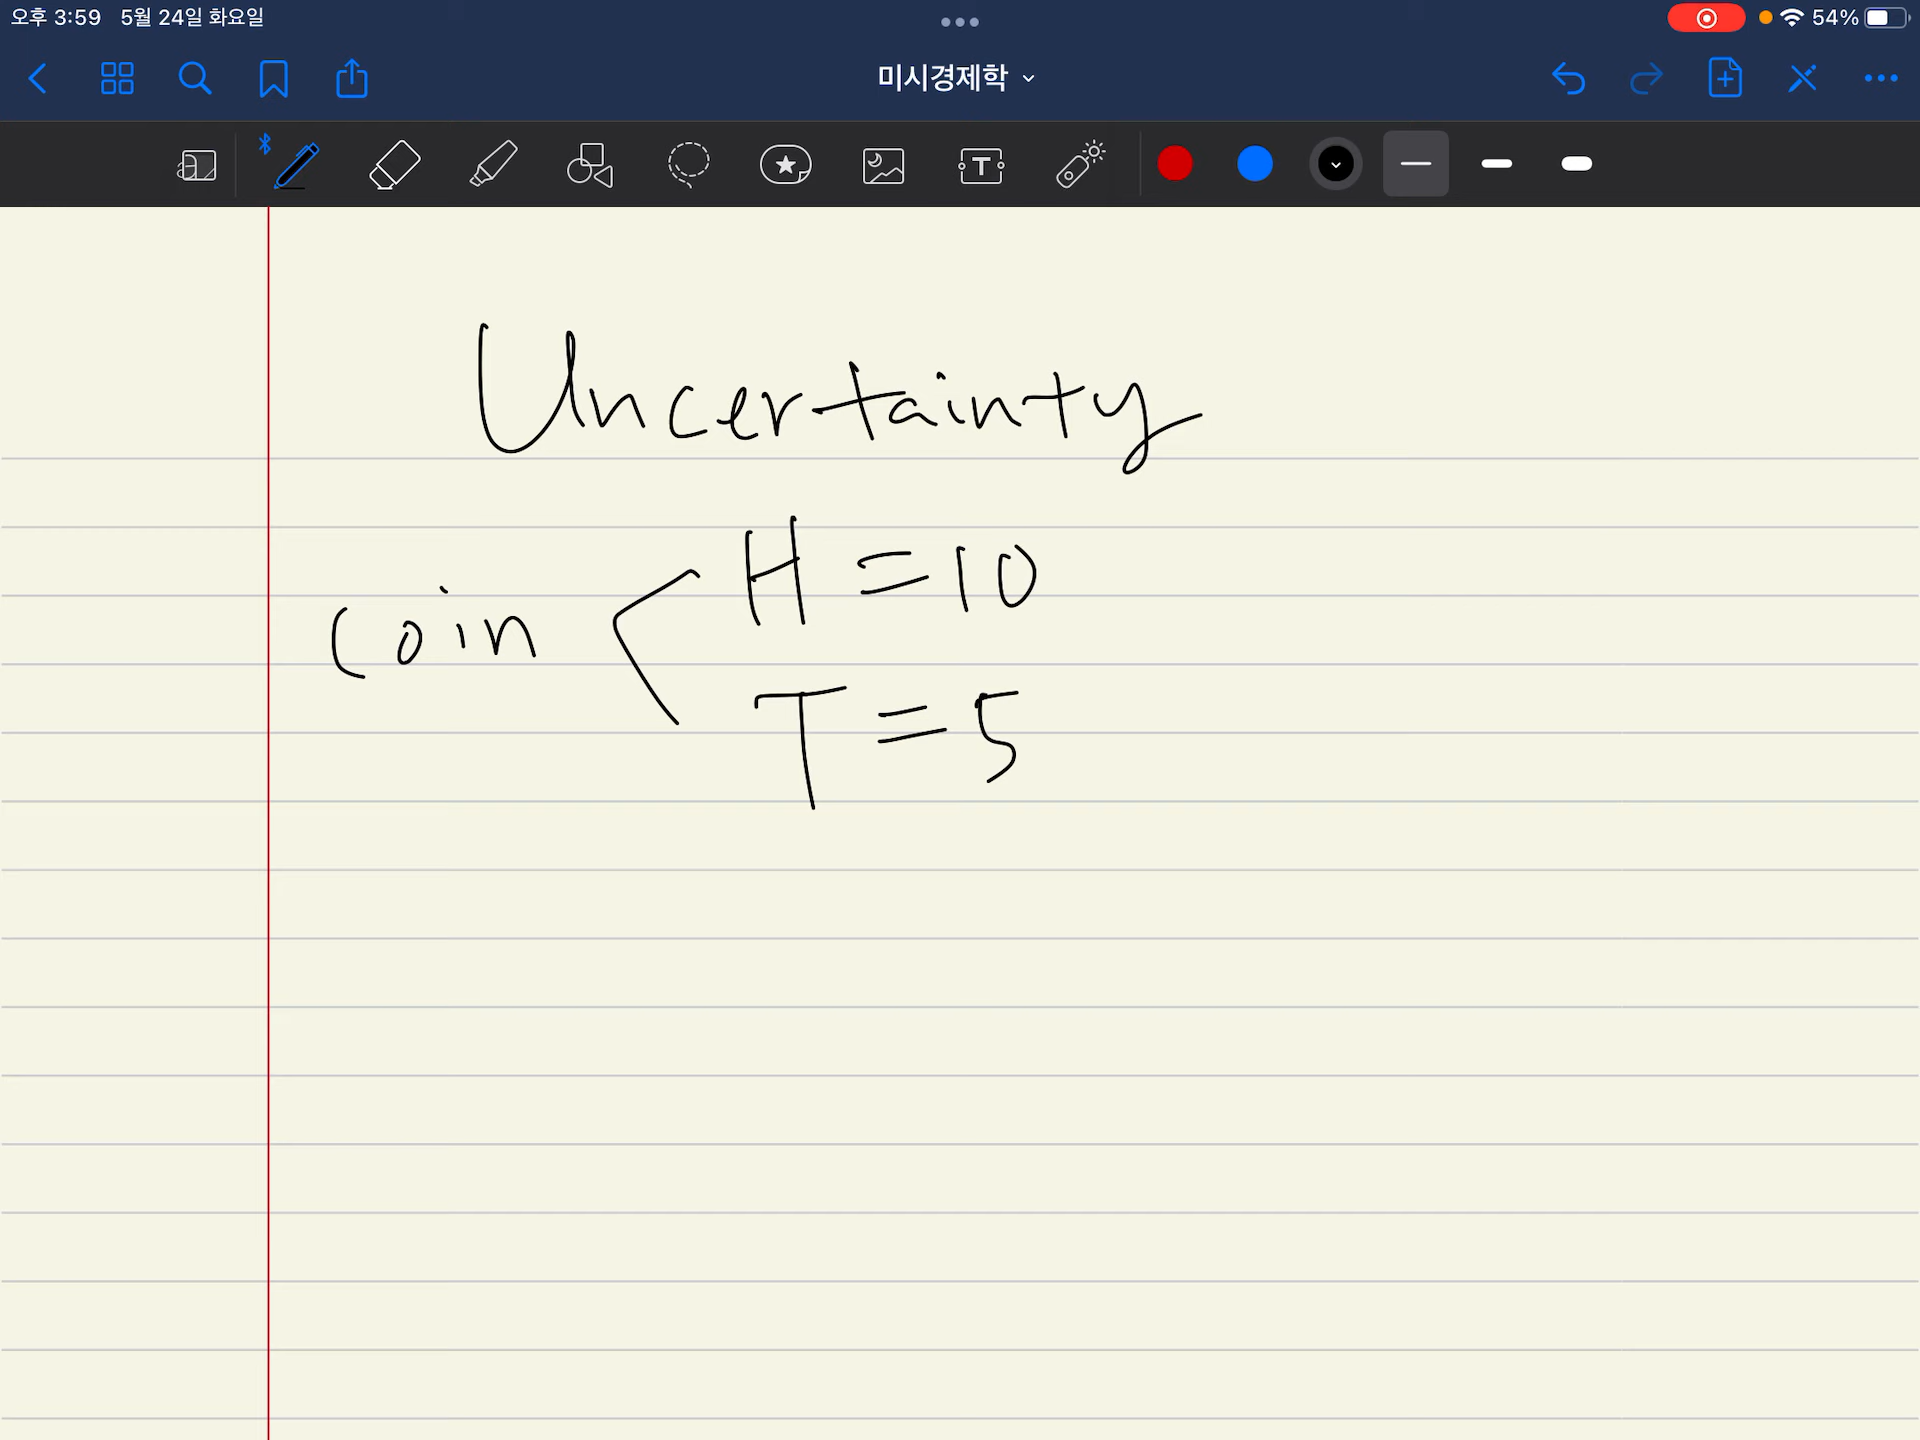 오후 3:59 5월 24일 화요일
54%
미시경제학
T
Uncertainty
H = 10
Coin
T = 5